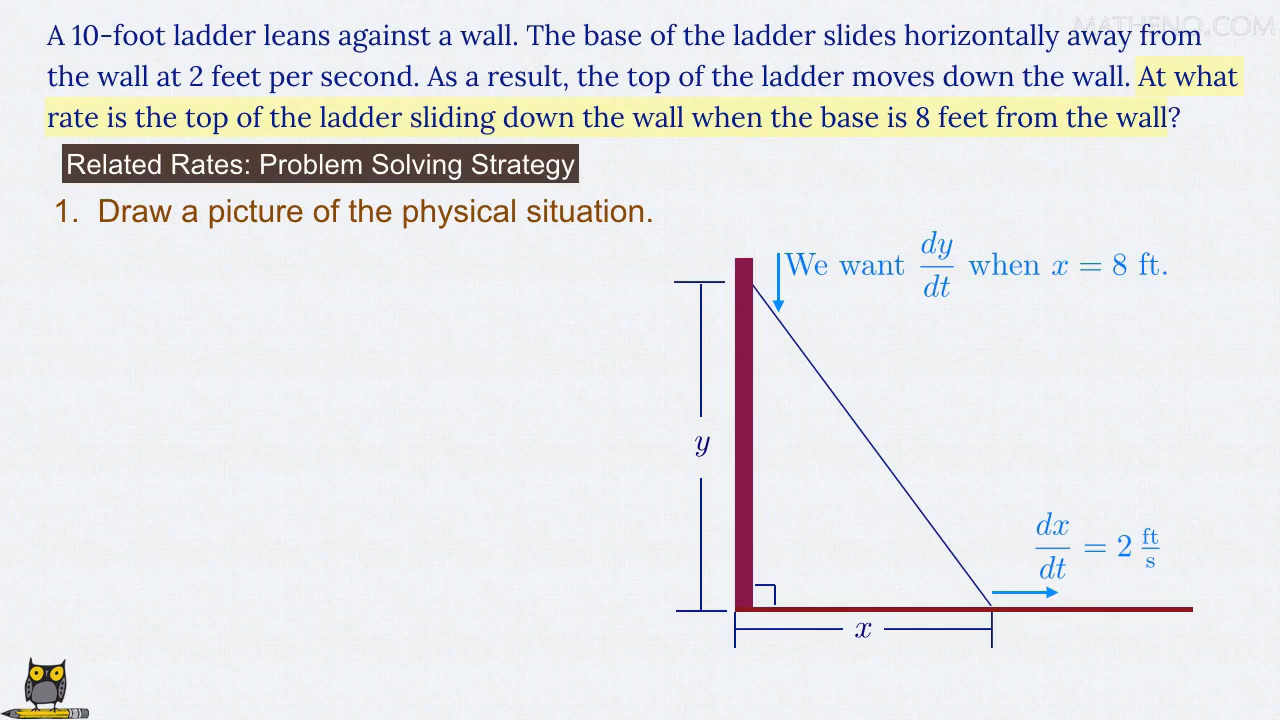 MATHENO.COM
A 10-foot ladder leans against a wall. The base of the ladder slides horizontally away from
the wall at 2 feet per second. As a result, the top of the ladder moves down the wall. At what
rate is the top of the ladder sliding down the wall when the base is 8 feet from the wall?
Related Rates: Problem Solving Strategy
1. Draw a picture of the physical situation.
We want dy/dt when x = 8 ft.
y
dx/dt = 2 ft/s
x